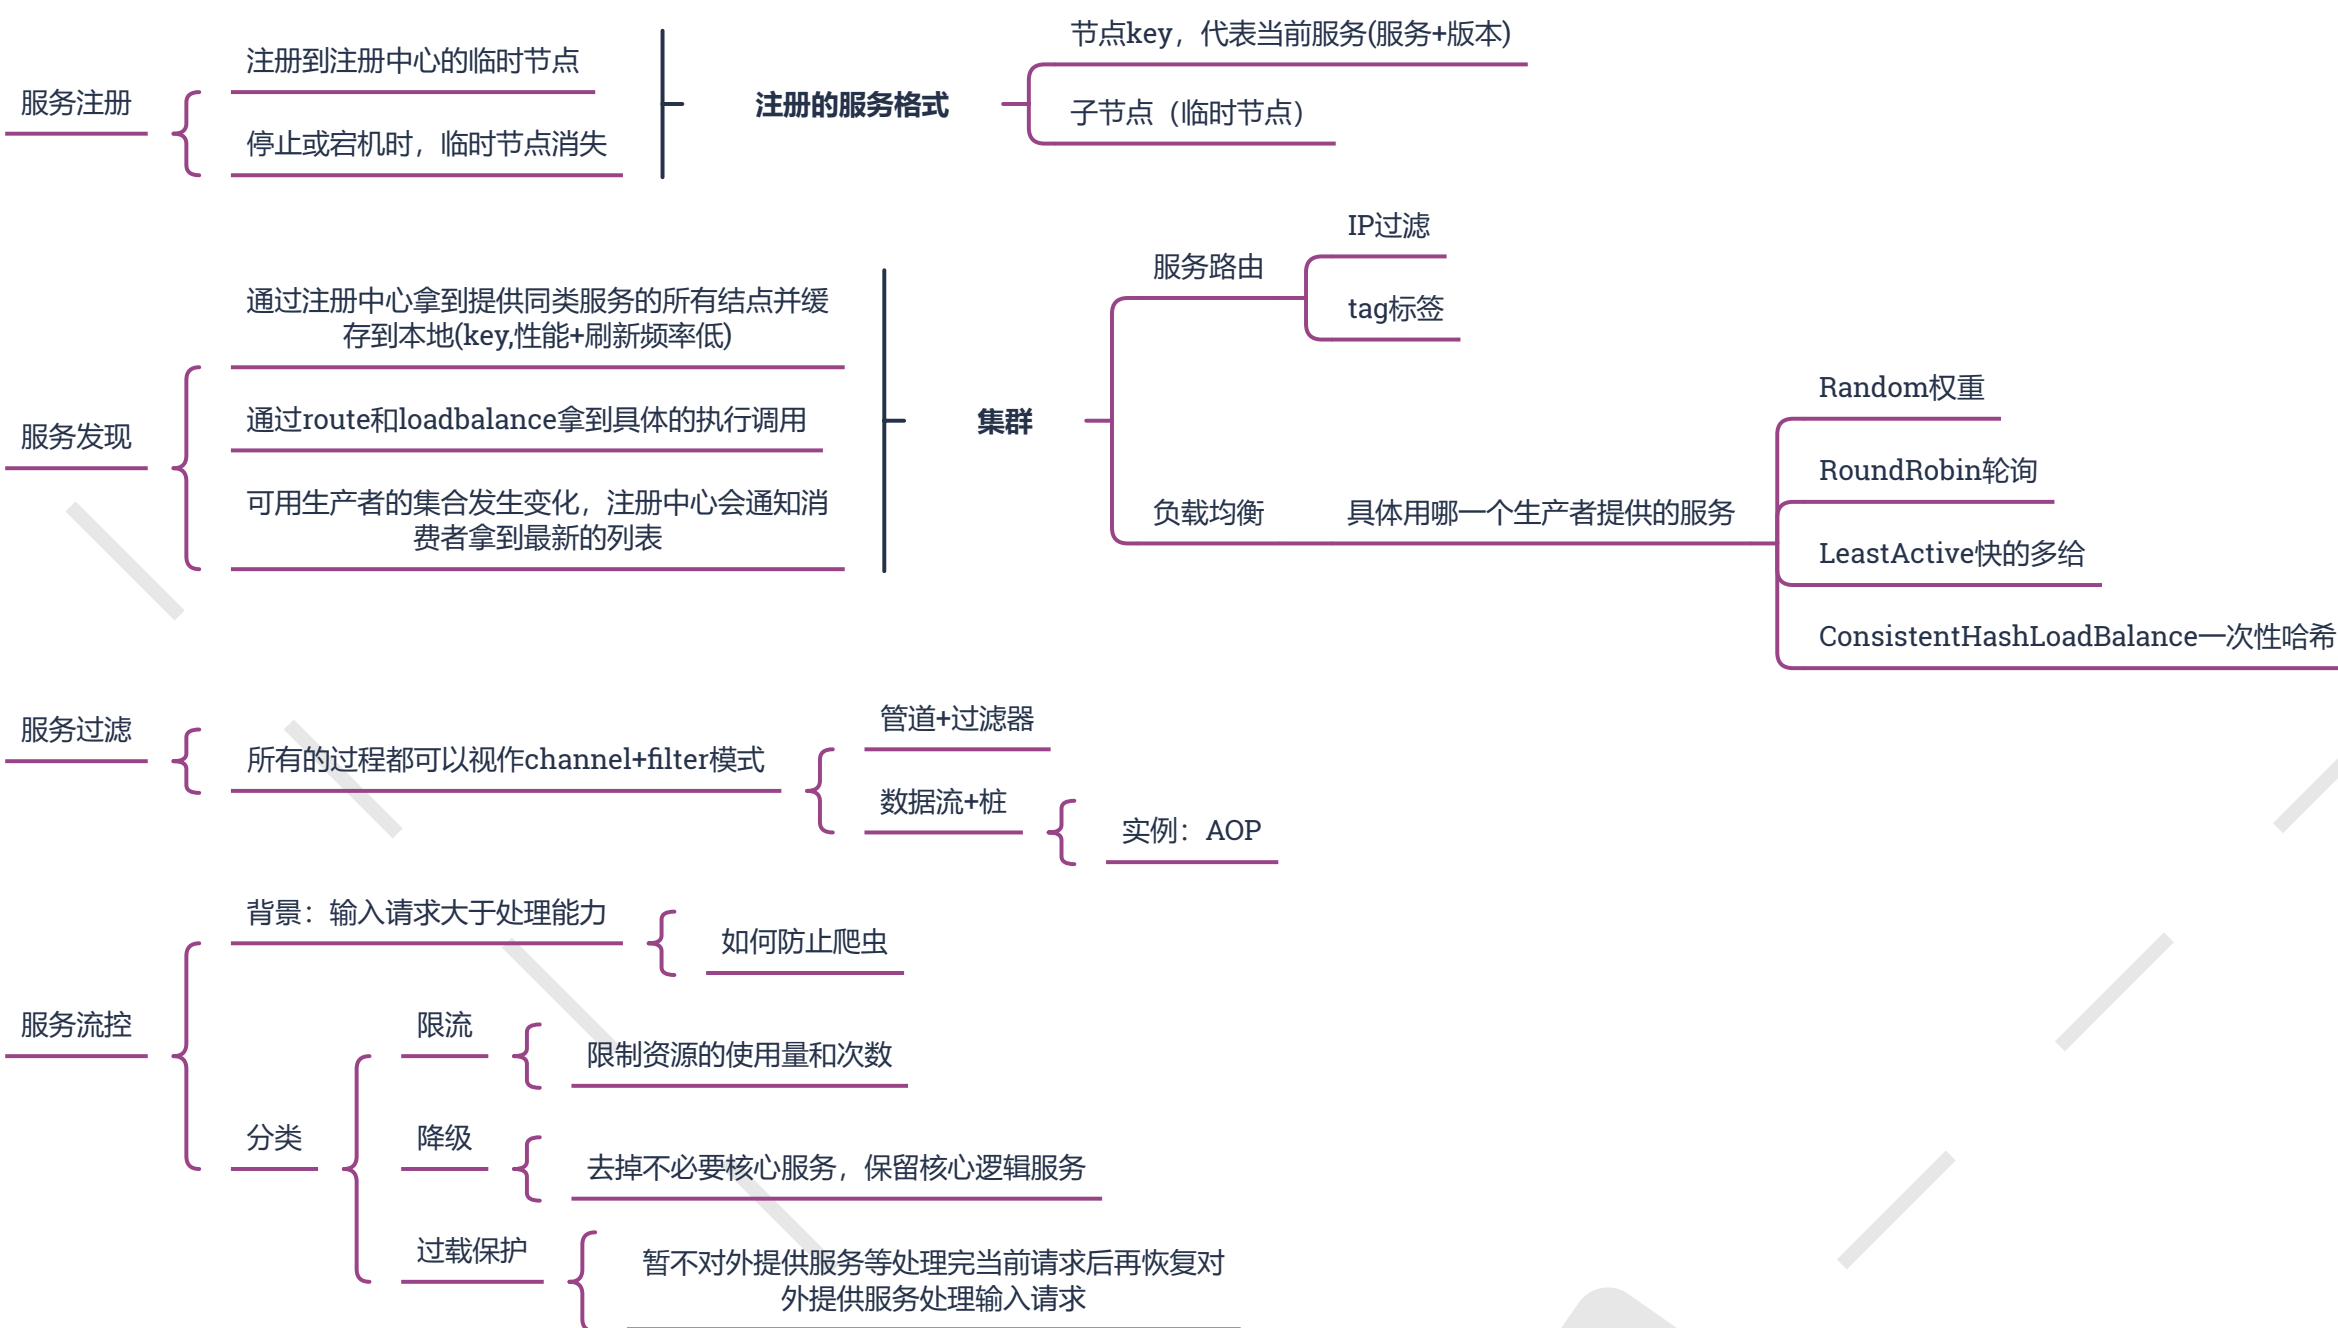 服务注册
注册到注册中心的临时节点
停止或宕机时，临时节点消失
注册的服务格式
节点key，代表当前服务(服务+版本)
子节点（临时节点）
服务发现
通过注册中心拿到提供同类服务的所有结点并缓
存到本地(key,性能+刷新频率低)
通过route和loadbalance拿到具体的执行调用
可用生产者的集合发生变化，注册中心会通知消
费者拿到最新的列表
集群
服务路由
IP过滤
tag标签
负载均衡
具体用哪一个生产者提供的服务
Random权重
RoundRobin轮询
LeastActive快的多给
ConsistentHashLoadBalance一次性哈希
服务过滤
所有的过程都可以视作channel+filter模式
管道+过滤器
数据流+桩
实例：AOP
服务流控
背景：输入请求大于处理能力
如何防止爬虫
分类
限流
限制资源的使用量和次数
降级
去掉不必要核心服务，保留核心逻辑服务
过载保护
暂不对外提供服务等处理完当前请求后再恢复对
外提供服务处理输入请求